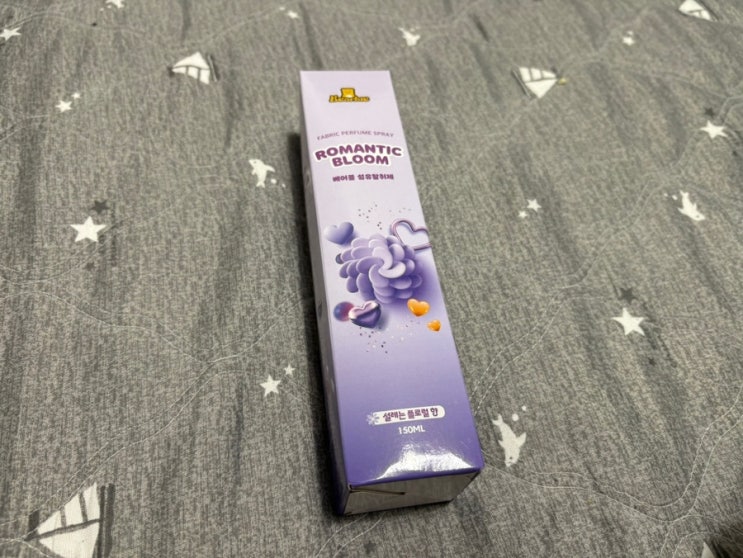 FABRIC PERFUME SPRAY
ROMANTIC
BLOOM
베어풀 섬유탈취제
설레는 플로럴 향
150ML